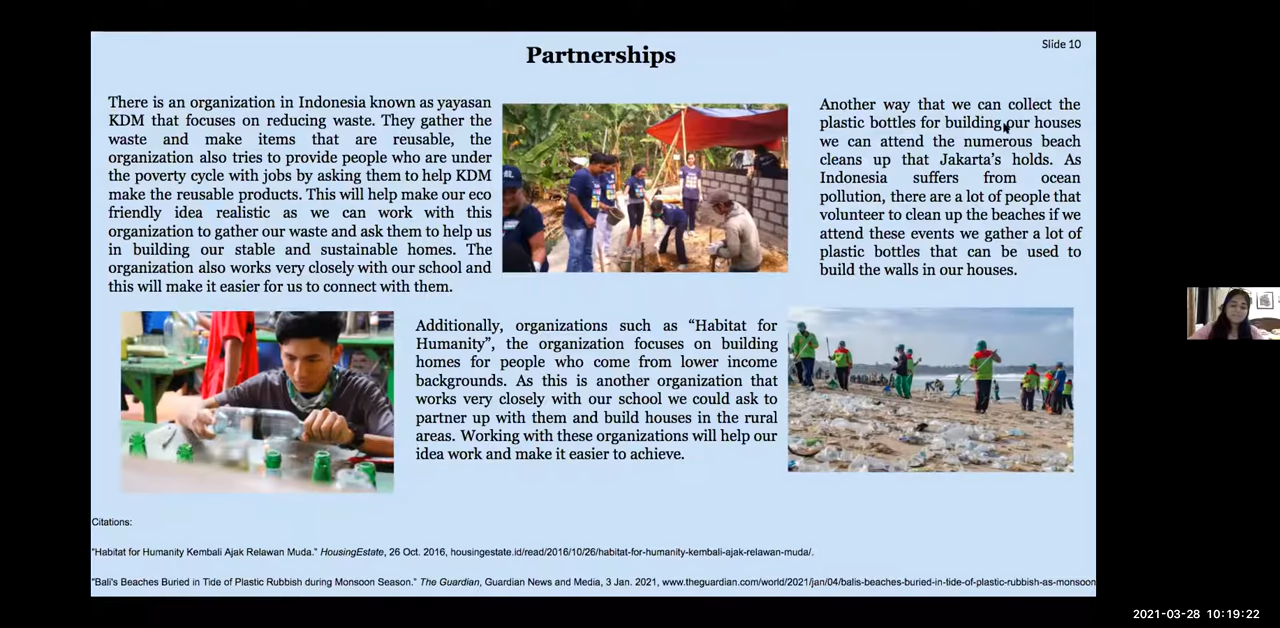 Partnerships
Slide 10
There is an organization in Indonesia known as yayasan
KDM that focuses on reducing waste. They gather the
waste and make items that are reusable, the
organization also tries to provide people who are under
the poverty cycle with jobs by asking them to help KDM
make the reusable products. This will help make our eco
friendly idea realistic as we can work with this
organization to gather our waste and ask them to help us
in building our stable and sustainable homes. The
organization also works very closely with our school and
this will make it easier for us to connect with them.
Another way that we can collect the
plastic bottles for building our houses
we can attend the numerous beach
cleans up that Jakarta's holds. As
Indonesia suffers from ocean
pollution, there are a lot of people that
volunteer to clean up the beaches if we
attend these events we gather a lot of
plastic bottles that can be used to
build the walls in our houses.
Additionally, organizations such as “Habitat for
Humanity”, the organization focuses on building
homes for people who come from lower income
backgrounds. As this is another organization that
works very closely with our school we could ask to
partner up with them and build houses in the rural
areas. Working with these organizations will help our
idea work and make it easier to achieve.
Citations:
"Habitat for Humanity Kembali Ajak Relawan Muda." HousingEstate, 26 Oct. 2016, housingestate.id/read/2016/10/26/habitat-for-humanity-kembali-ajak-relawan-muda/.
"Bali's Beaches Buried in Tide of Plastic Rubbish during Monsoon Season." The Guardian, Guardian News and Media, 3 Jan. 2021, www.theguardian.com/world/2021/jan/04/balis-beaches-buried-in-tide-of-plastic-rubbish-as-monsoon
2021-03-28 10:19:22